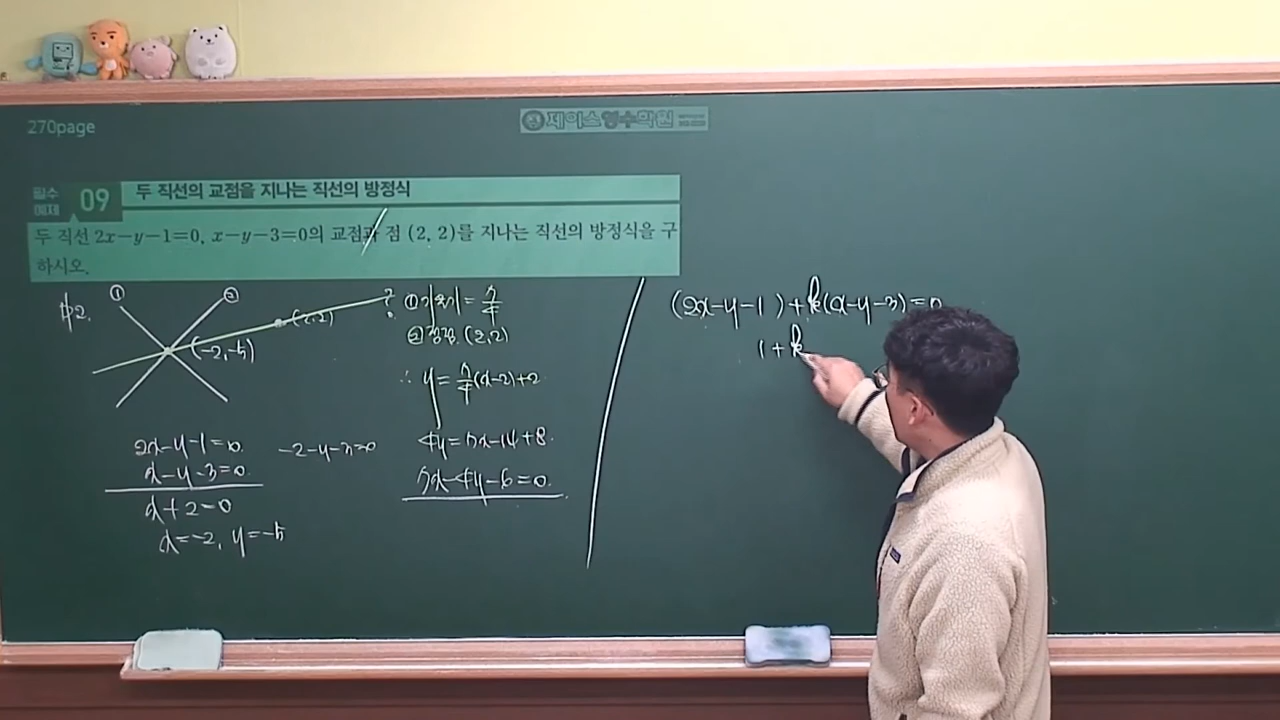 270page
제이스영수학원
필수 예제 09 두 직선의 교점을 지나는 직선의 방정식
두 직선 2x-y-1=0, x-y-3=0의 교점과 점 (2, 2)를 지나는 직선의 방정식을 구
하시오.
①
②
(2,2)
?
(-2,-5)
2x-y-1=0.
x-y-3=0.
x+2=0
x=-2, y=-5
-2-y-3=0
① 기울기= 7/4
② 점 (2,2)
∴ y= 7/4(x-2)+2
4y=7x-14+8.
7x-4y-6=0.
(2x-y-1)+k(x-y-3)=0
1+k